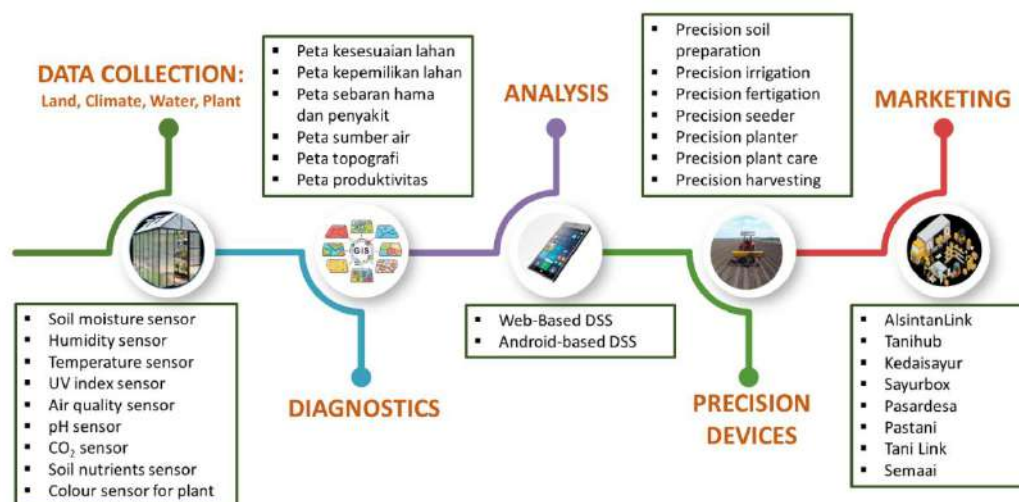 DATA COLLECTION:
Land, Climate, Water, Plant
▪ Soil moisture sensor
▪ Humidity sensor
▪ Temperature sensor
▪ UV index sensor
▪ Air quality sensor
▪ pH sensor
▪ CO₂ sensor
▪ Soil nutrients sensor
▪ Colour sensor for plant
▪ Peta kesesuaian lahan
▪ Peta kepemilikan lahan
▪ Peta sebaran hama
dan penyakit
▪ Peta sumber air
▪ Peta topografi
▪ Peta produktivitas
GIS
DIAGNOSTICS
ANALYSIS
▪ Web-Based DSS
▪ Android-based DSS
▪ Precision soil
preparation
▪ Precision irrigation
▪ Precision fertigation
▪ Precision seeder
▪ Precision planter
▪ Precision plant care
▪ Precision harvesting
PRECISION
DEVICES
MARKETING
▪ AlsintanLink
▪ Tanihub
▪ Kedaisayur
▪ Sayurbox
▪ Pasardesa
▪ Pastani
▪ Tani Link
▪ Semaai